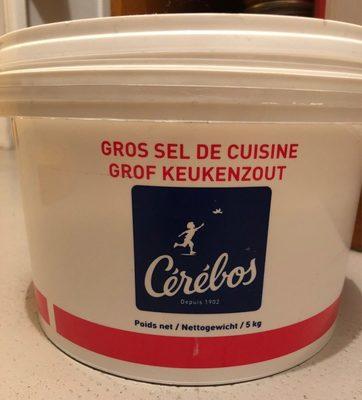 GROS SEL DE CUISINE
GROF KEUKENZOUT
Cérébos
Depuis 1902
Poids net / Nettogewicht / 5 kg